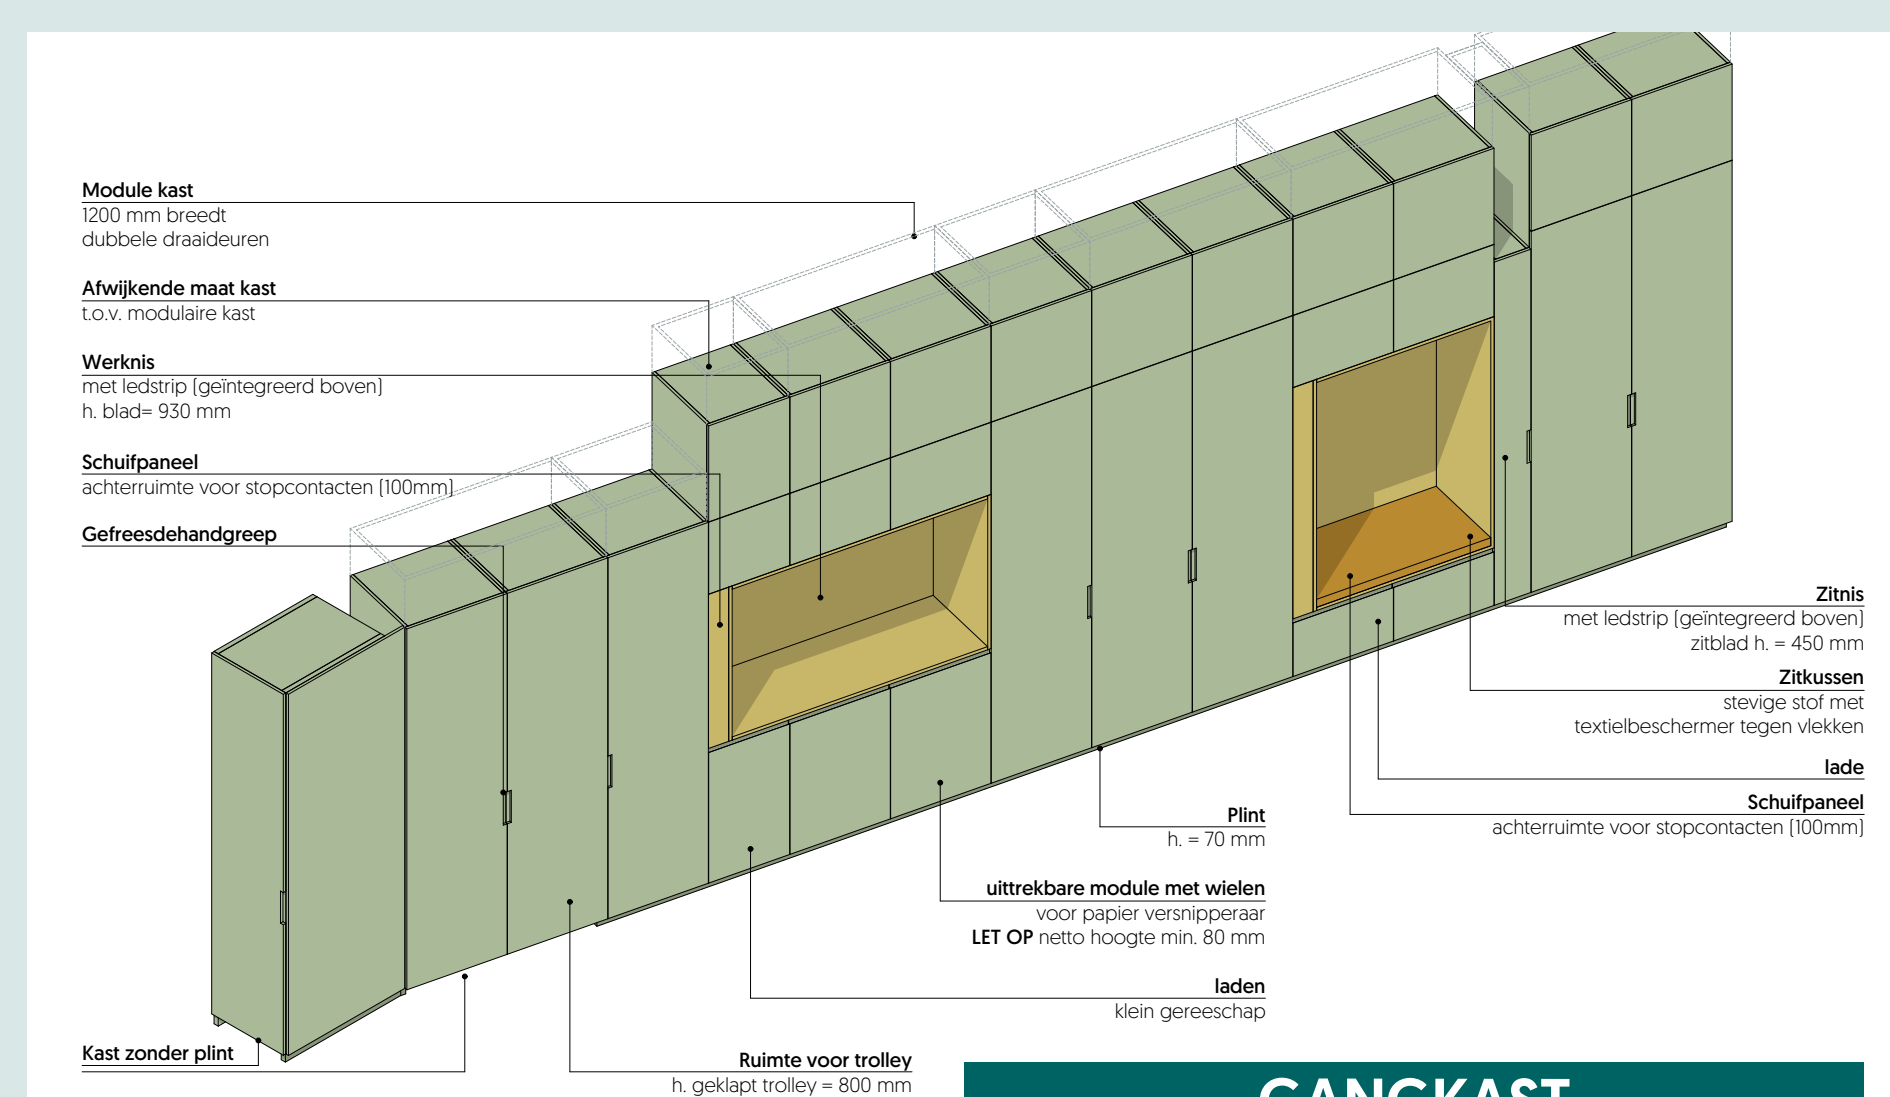 Module kast
1200 mm breedt
dubbele draaideuren
Afwijkende maat kast
t.o.v. modulaire kast
Werknis
met ledstrip (geïntegreerd boven)
h. blad= 930 mm
Schuifpaneel
achterruimte voor stopcontacten (100mm)
Gefreesdehandgreep
Kast zonder plint
Ruimte voor trolley
h. geklapt trolley = 800 mm
Plint
h. = 70 mm
uittrekbare module met wielen
voor papier versnipperaar
LET OP netto hoogte min. 80 mm
laden
klein gereeschap
Zitnis
met ledstrip (geïntegreerd boven)
zitblad h. = 450 mm
Zitkussen
stevige stof met
textielbeschermer tegen vlekken
lade
Schuifpaneel
achterruimte voor stopcontacten (100mm)
GANGKAST